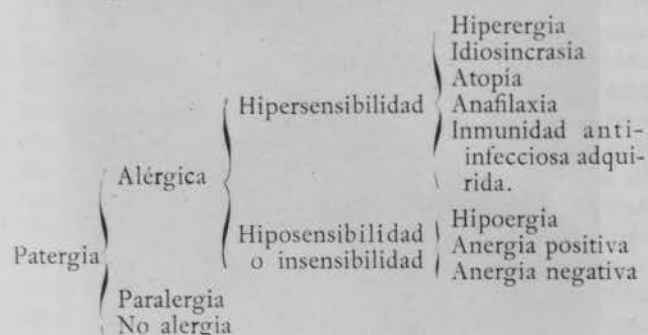 Hiperergia
Idiosincrasia
Atopía
Hipersensibilidad
Anafilaxia
Inmunidad anti-
infecciosa adqui-
rida.
Alérgica
Hiposensibilidad
o insensibilidad
Hipoergia
Anergia positiva
Anergia negativa
Patergia
Paralergia
No alergia